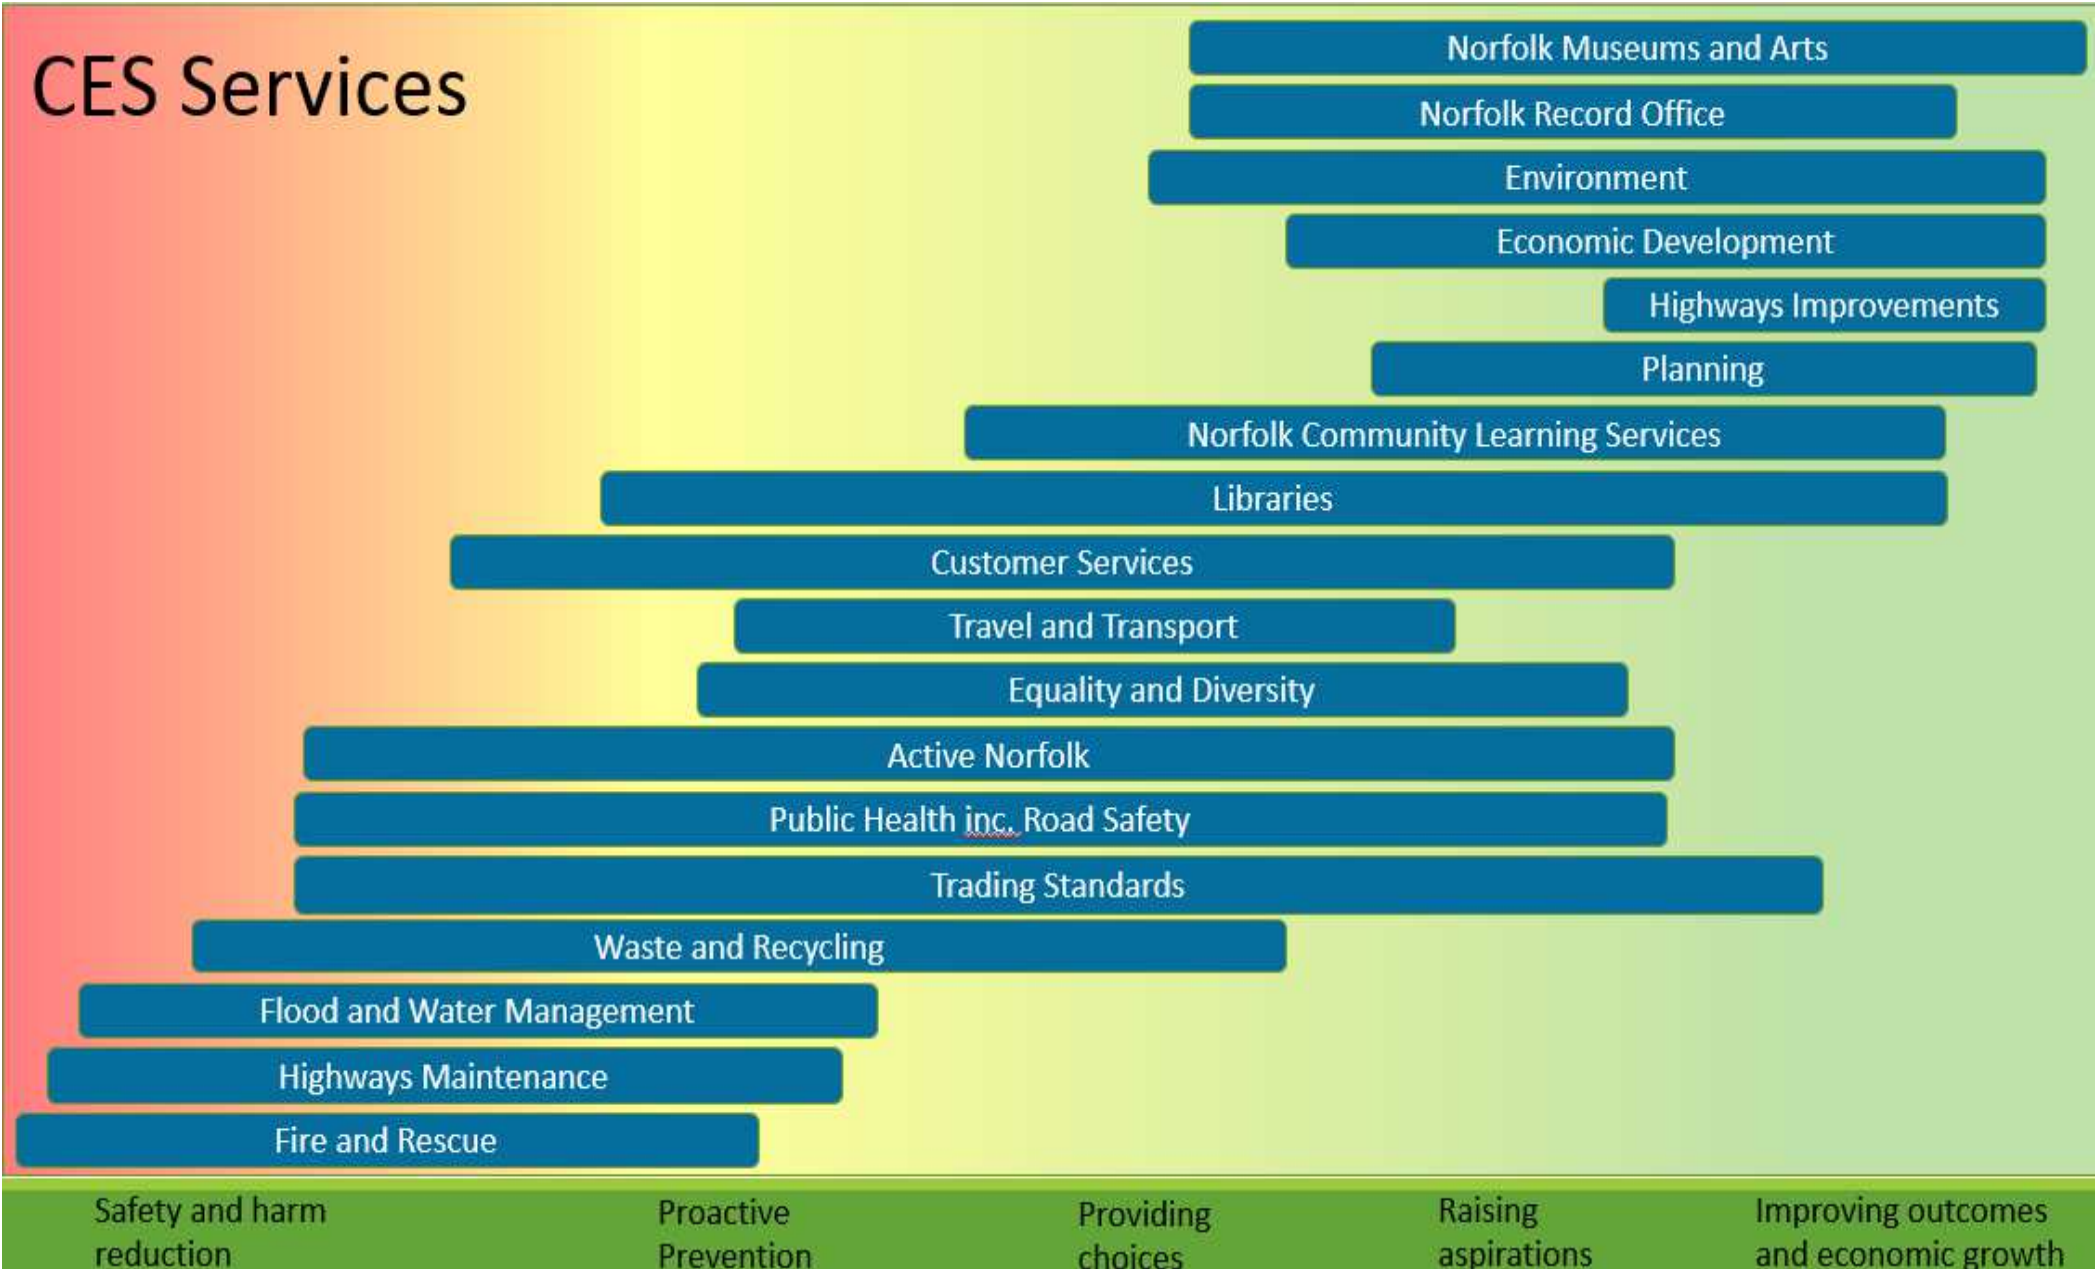 CES Services
Norfolk Museums and Arts
Norfolk Record Office
Environment
Economic Development
Highways Improvements
Planning
Norfolk Community Learning Services
Libraries
Customer Services
Travel and Transport
Equality and Diversity
Active Norfolk
Public Health inc. Road Safety
Trading Standards
Waste and Recycling
Flood and Water Management
Highways Maintenance
Fire and Rescue
Safety and harm
reduction
Proactive
Prevention
Providing
choices
Raising
aspirations
Improving outcomes
and economic growth